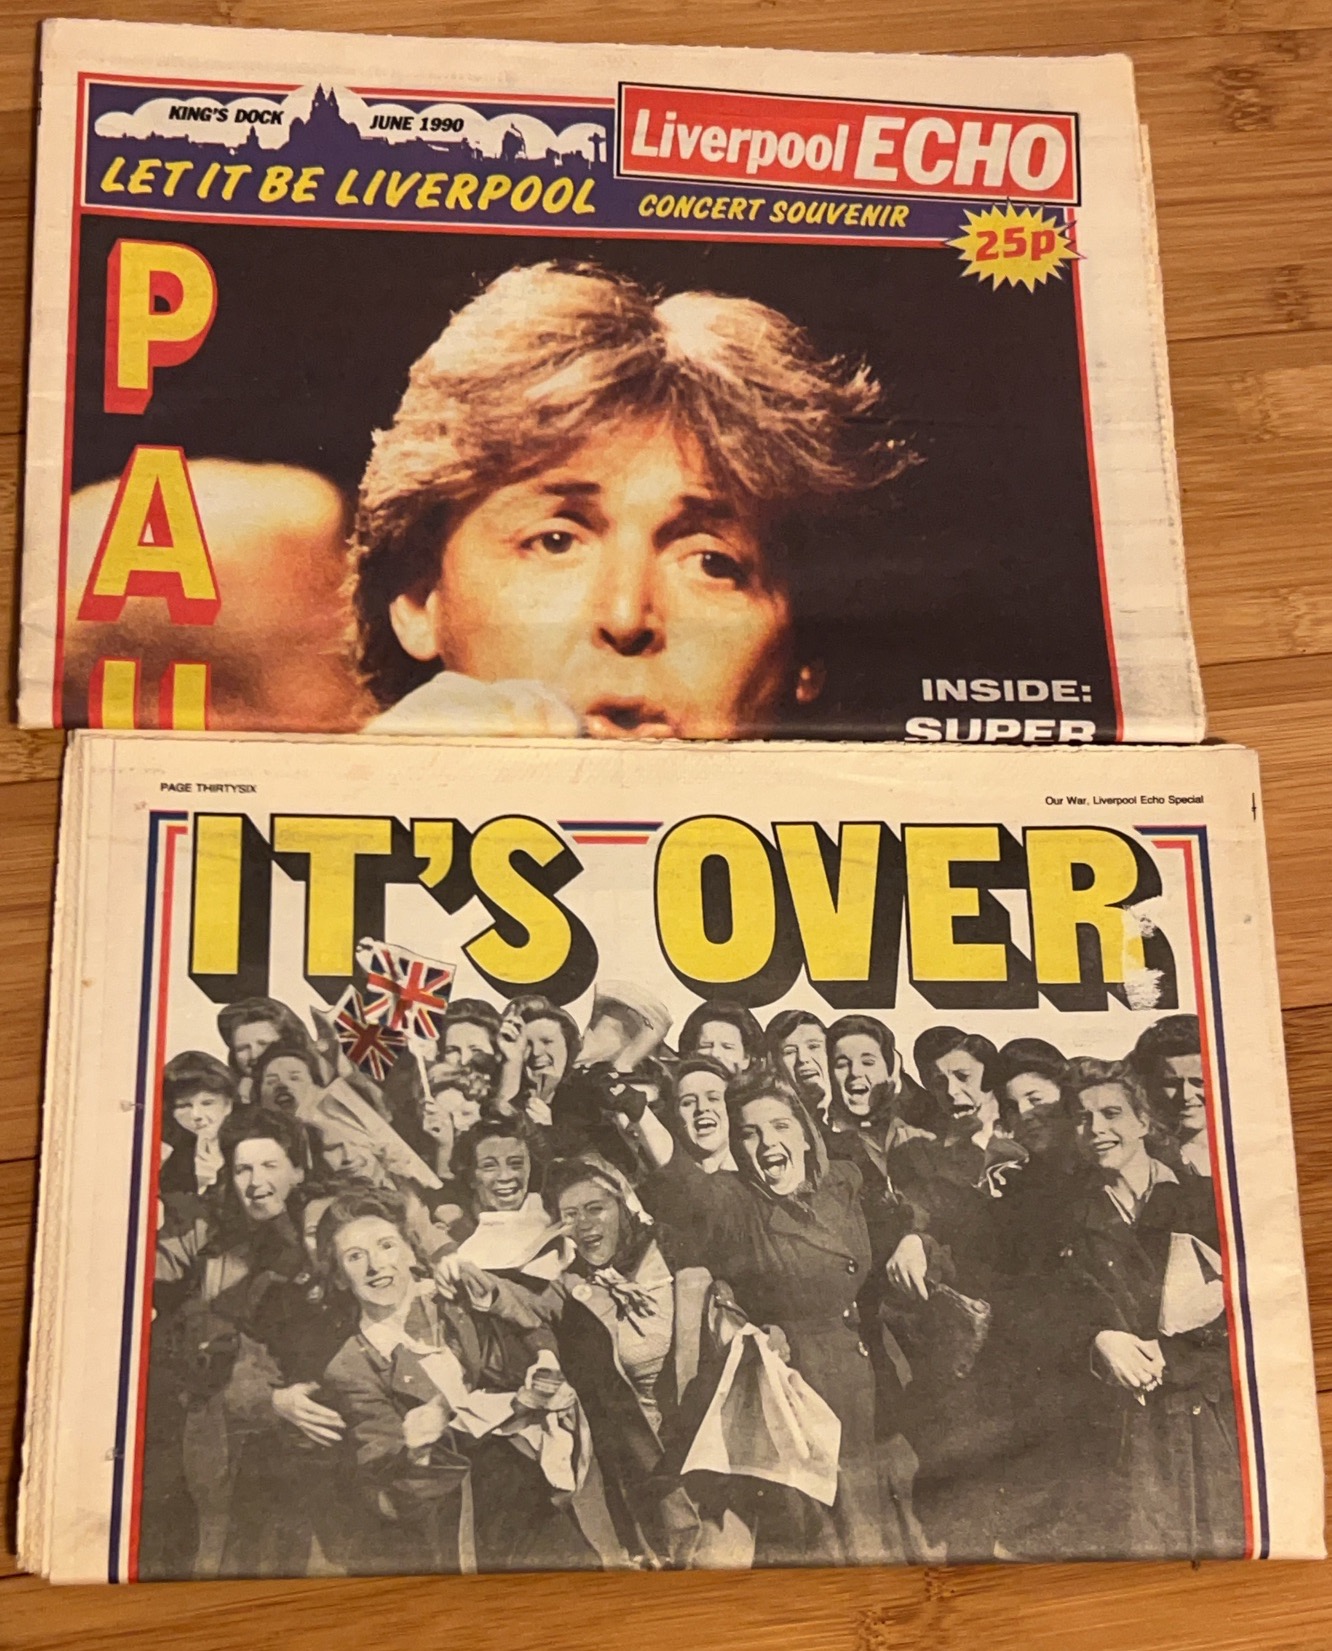 KING'S DOCK JUNE 1990
Liverpool ECHO
LET IT BE LIVERPOOL CONCERT SOUVENIR
25p
PAU
INSIDE:
SUPER
PAGE THIRTYSIX
Our War, Liverpool Echo Special
IT'S OVER